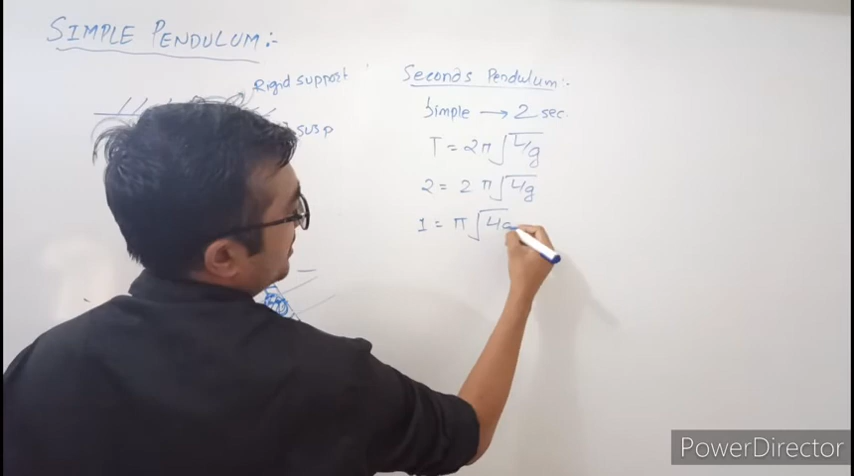 SIMPLE PENDULUM:-
Rigid support
susp
Seconds Pendulum:-
Simple → 2 sec.
T = 2π√L/g
2 = 2π√L/g
1 = π√L/g
PowerDirector